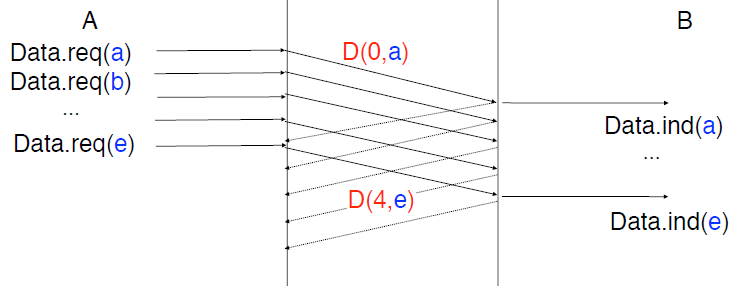 A
B
Data.req(a)
D(0,a)
Data.req(b)
...
Data.req(e)
Data.ind(a)
...
D(4,e)
Data.ind(e)